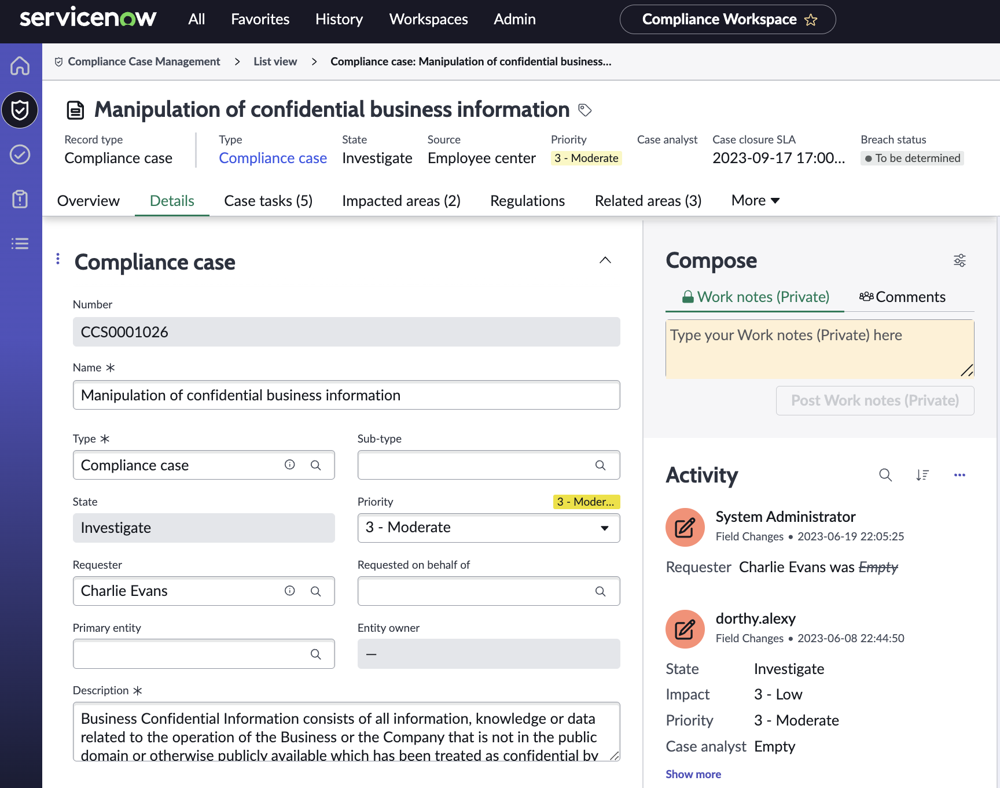 servicenow
All
Favorites
History
Workspaces
Admin
Compliance Workspace
Compliance Case Management > List view > Compliance case: Manipulation of confidential business...
Manipulation of confidential business information
Record type
Compliance case
Type
Compliance case
State
Investigate
Source
Employee center
Priority
3 - Moderate
Case analyst
Case closure SLA
2023-09-17 17:00...
Breach status
To be determined
Overview
Details
Case tasks (5)
Impacted areas (2)
Regulations
Related areas (3)
More
Compliance case
Number
CCS0001026
Name *
Manipulation of confidential business information
Type *
Compliance case
Sub-type
State
Investigate
Priority
3 - Moder...
3 - Moderate
Requester
Charlie Evans
Requested on behalf of
Primary entity
Entity owner
—
Description *
Business Confidential Information consists of all information, knowledge or data
related to the operation of the Business or the Company that is not in the public
domain or otherwise publicly available which has been treated as confidential by
Compose
Work notes (Private)
Comments
Type your Work notes (Private) here
Post Work notes (Private)
Activity
System Administrator
Field Changes • 2023-06-19 22:05:25
Requester Charlie Evans was Empty
dorthy.alexy
Field Changes • 2023-06-08 22:44:50
State Investigate
Impact 3 - Low
Priority 3 - Moderate
Case analyst Empty
Show more